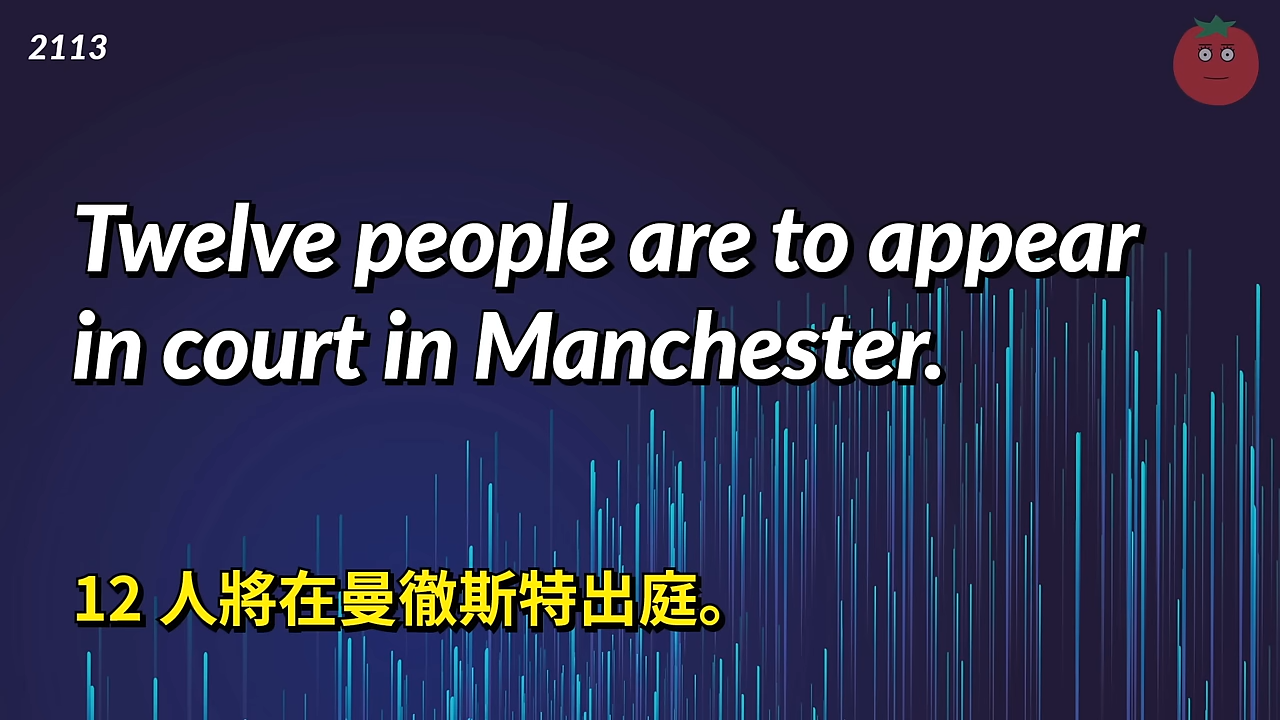 2113
Twelve people are to appear
in court in Manchester.
12 人將在曼徹斯特出庭。